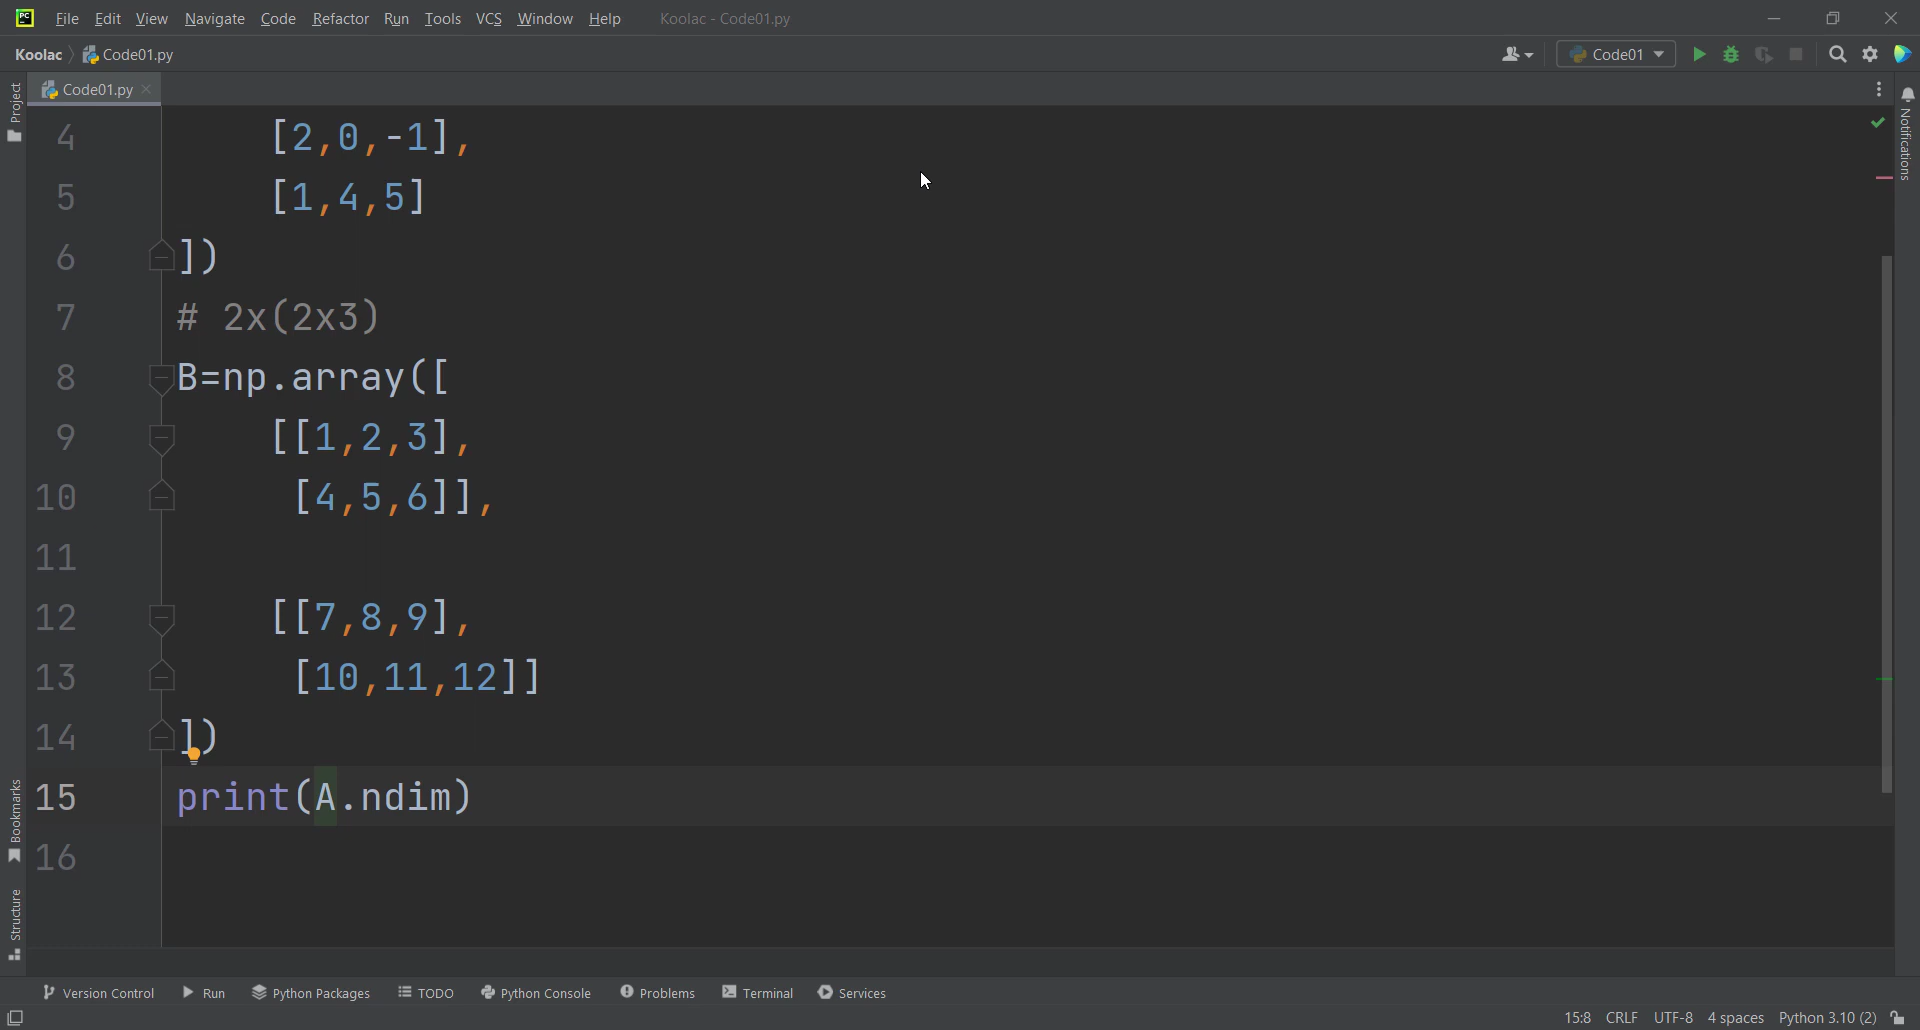 PC File Edit View Navigate Code Refactor Run Tools VCS Window Help Koolac - Code01.py
Koolac Code01.py Code01
Project Code01.py Notifications
4 [2,0,-1],
5 [1,4,5]
6 ])
7 # 2x(2x3)
8 B=np.array([
9 [[1,2,3],
10 [4,5,6]],
11
12 [[7,8,9],
13 [10,11,12]]
14 ])
15 print(A.ndim)
16
Bookmarks
Structure
Version Control Run Python Packages TODO Python Console Problems Terminal Services
15:8 CRLF UTF-8 4 spaces Python 3.10 (2)